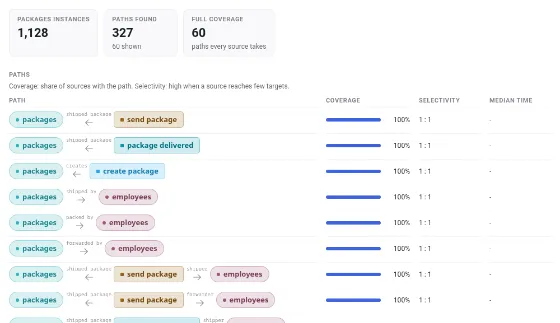 PACKAGES INSTANCES
1,128
PATHS FOUND
327
60 shown
FULL COVERAGE
60
paths every source takes
PATHS
Coverage: share of sources with the path. Selectivity: high when a source reaches few targets.
PATH COVERAGE SELECTIVITY MEDIAN TIME
packages shipped package ← send package 100% 1 : 1 -
packages shipped package ← package delivered 100% 1 : 1 -
packages creates ← create package 100% 1 : 1 -
packages shipped by → employees 100% 1 : 1 -
packages packed by → employees 100% 1 : 1 -
packages forwarded by → employees 100% 1 : 1 -
packages shipped package ← send package shipper → employees 100% 1 : 1 -
packages shipped package ← send package forwarder → employees 100% 1 : 1 -
shipped package shipper